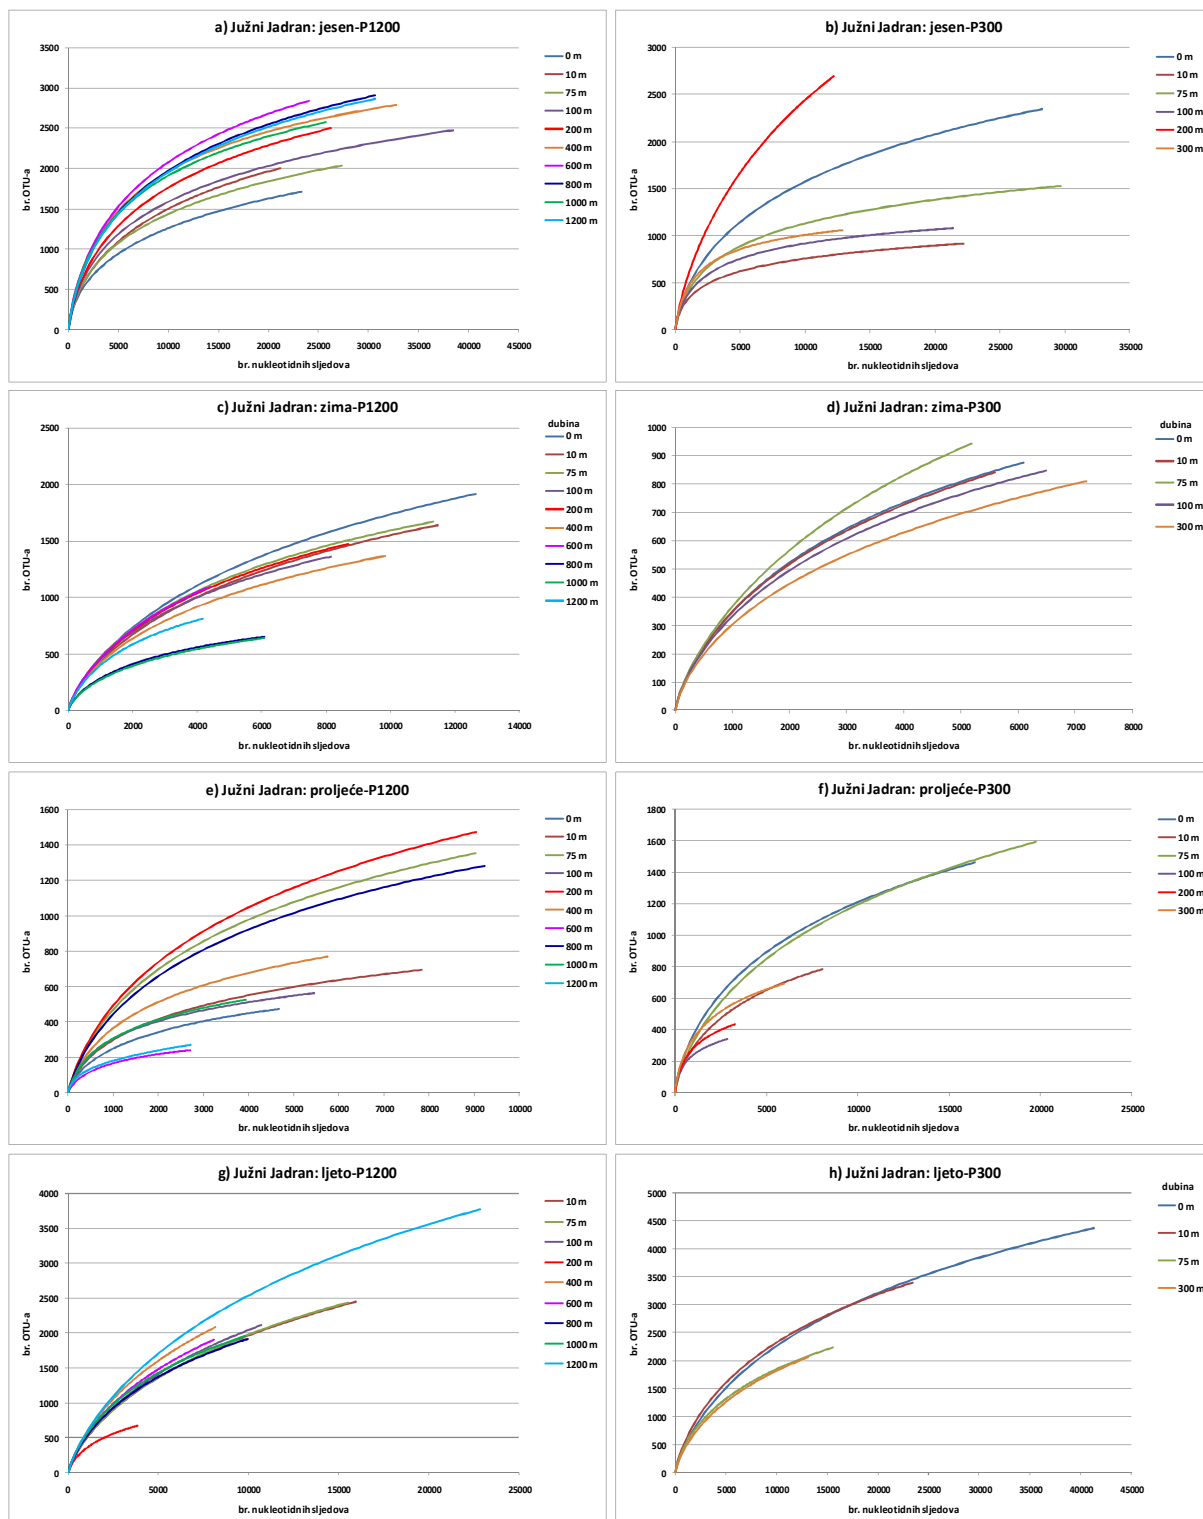 a) Južni Jadran: jesen-P1200
br. OTU-a
3500
3000
2500
2000
1500
1000
500
0
0 5000 10000 15000 20000 25000 30000 35000 40000 45000
br. nukleotidnih sljedova
0 m
10 m
75 m
100 m
200 m
400 m
600 m
800 m
1000 m
1200 m
b) Južni Jadran: jesen-P300
br. OTU-a
3000
2500
2000
1500
1000
500
0
0 5000 10000 15000 20000 25000 30000 35000
br. nukleotidnih sljedova
0 m
10 m
75 m
100 m
200 m
300 m
c) Južni Jadran: zima-P1200
br. OTU-a
2500
2000
1500
1000
500
0
0 2000 4000 6000 8000 10000 12000 14000
br. nukleotidnih sljedova
dubina
0 m
10 m
75 m
100 m
200 m
400 m
600 m
800 m
1000 m
1200 m
d) Južni Jadran: zima-P300
br. OTU-a
1000
900
800
700
600
500
400
300
200
100
0
0 1000 2000 3000 4000 5000 6000 7000 8000
br. nukleotidnih sljedova
dubina
0 m
10 m
75 m
100 m
300 m
e) Južni Jadran: proljeće-P1200
br. OTU-a
1600
1400
1200
1000
800
600
400
200
0
0 1000 2000 3000 4000 5000 6000 7000 8000 9000 10000
br. nukleotidnih sljedova
0 m
10 m
75 m
100 m
200 m
400 m
600 m
800 m
1000 m
1200 m
f) Južni Jadran: proljeće-P300
br. OTU-a
1800
1600
1400
1200
1000
800
600
400
200
0
0 5000 10000 15000 20000 25000
br. nukleotidnih sljedova
0 m
10 m
75 m
100 m
200 m
300 m
g) Južni Jadran: ljeto-P1200
br. OTU-a
4000
3500
3000
2500
2000
1500
1000
500
0
0 5000 10000 15000 20000 25000
br. nukleotidnih sljedova
10 m
75 m
100 m
200 m
400 m
600 m
800 m
1000 m
1200 m
h) Južni Jadran: ljeto-P300
br. OTU-a
5000
4500
4000
3500
3000
2500
2000
1500
1000
500
0
0 5000 10000 15000 20000 25000 30000 35000 40000 45000
br. nukleotidnih sljedova
dubina
0 m
10 m
75 m
300 m